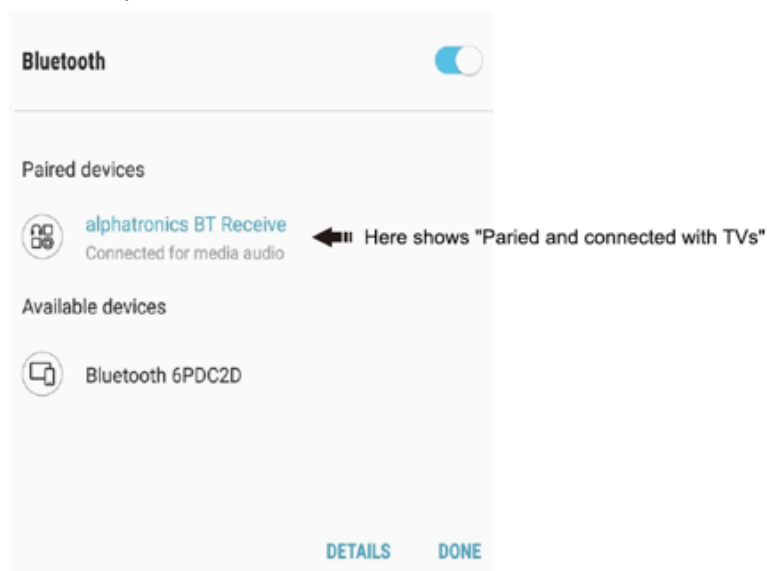 Bluetooth
Paired devices
alphatronics BT Receive
Here shows "Paried and connected with TVs"
Connected for media audio
Available devices
Bluetooth 6PDC2D
DETAILS DONE